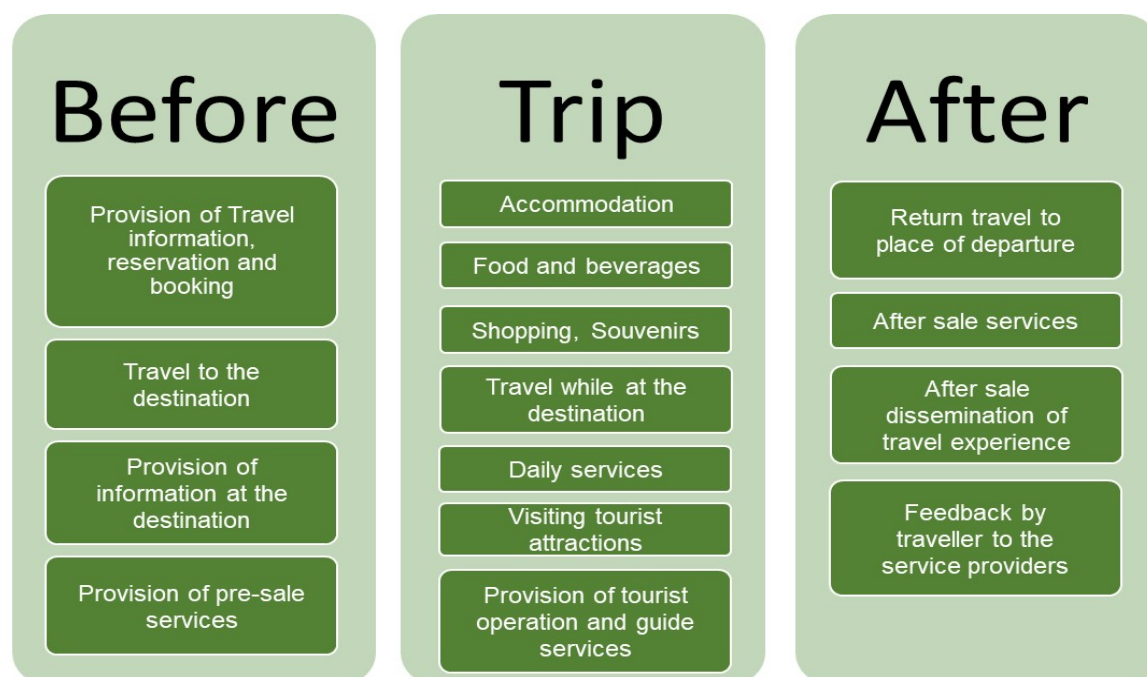 Before
Provision of Travel
information,
reservation and
booking
Travel to the
destination
Provision of
information at the
destination
Provision of pre-sale
services
Trip
Accommodation
Food and beverages
Shopping, Souvenirs
Travel while at the
destination
Daily services
Visiting tourist
attractions
Provision of tourist
operation and guide
services
After
Return travel to
place of departure
After sale services
After sale
dissemination of
travel experience
Feedback by
traveller to the
service providers